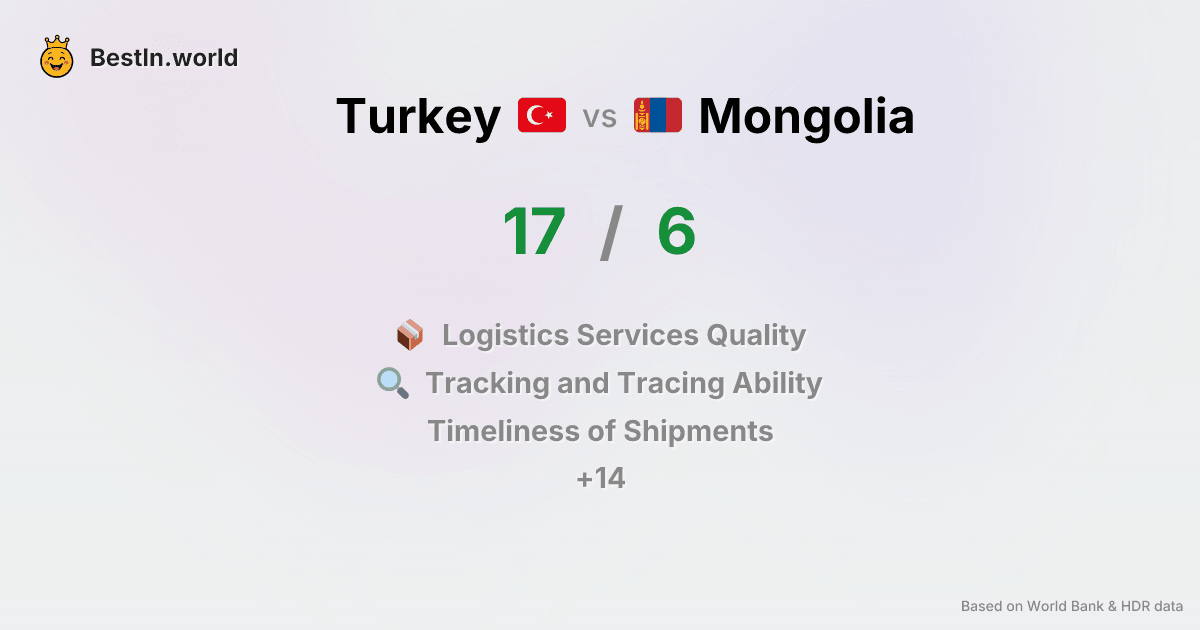 BestIn.world
Turkey vs Mongolia
17 / 6
Logistics Services Quality
Tracking and Tracing Ability
Timeliness of Shipments
+14
Based on World Bank & HDR data